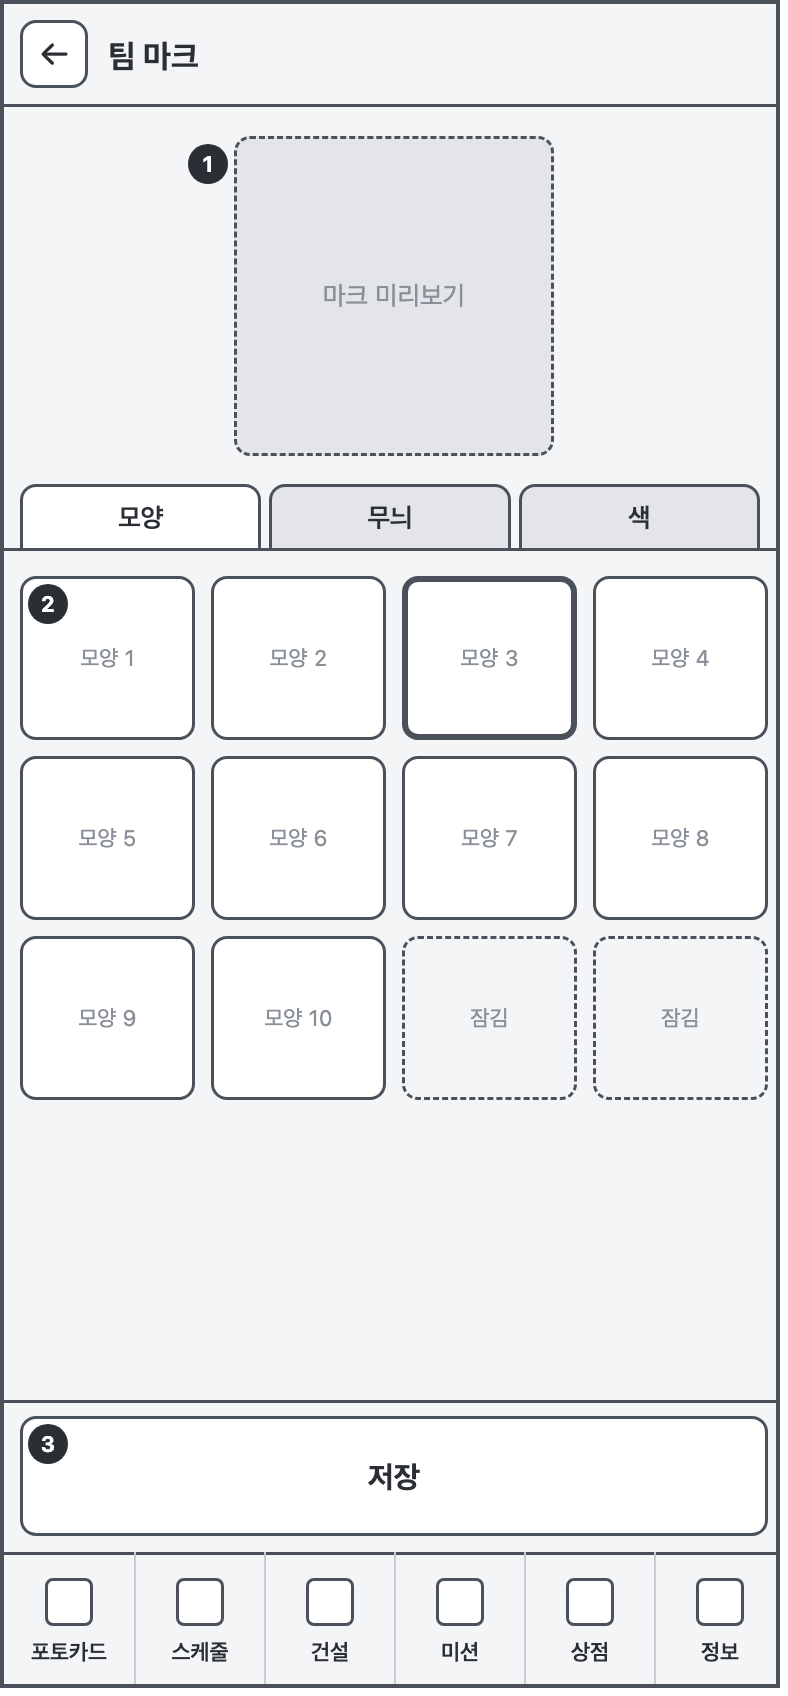 팀 마크
1
마크 미리보기
모양
무늬
색
2
모양 1
모양 2
모양 3
모양 4
모양 5
모양 6
모양 7
모양 8
모양 9
모양 10
잠김
잠김
3
저장
포토카드
스케줄
건설
미션
상점
정보